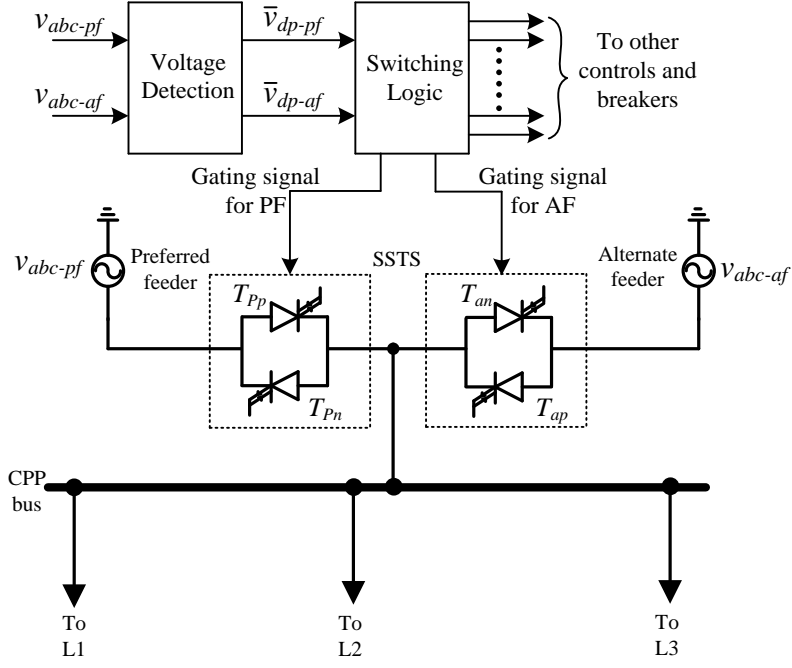 v_abc-pf
v_abc-af
Voltage
Detection
v̄_dp-pf
v̄_dp-af
Switching
Logic
To other
controls and
breakers
Gating signal
for PF
Gating signal
for AF
v_abc-pf
Preferred
feeder
SSTS
Alternate
feeder
v_abc-af
T_Pp
T_Pn
T_an
T_ap
CPP
bus
To
L1
To
L2
To
L3